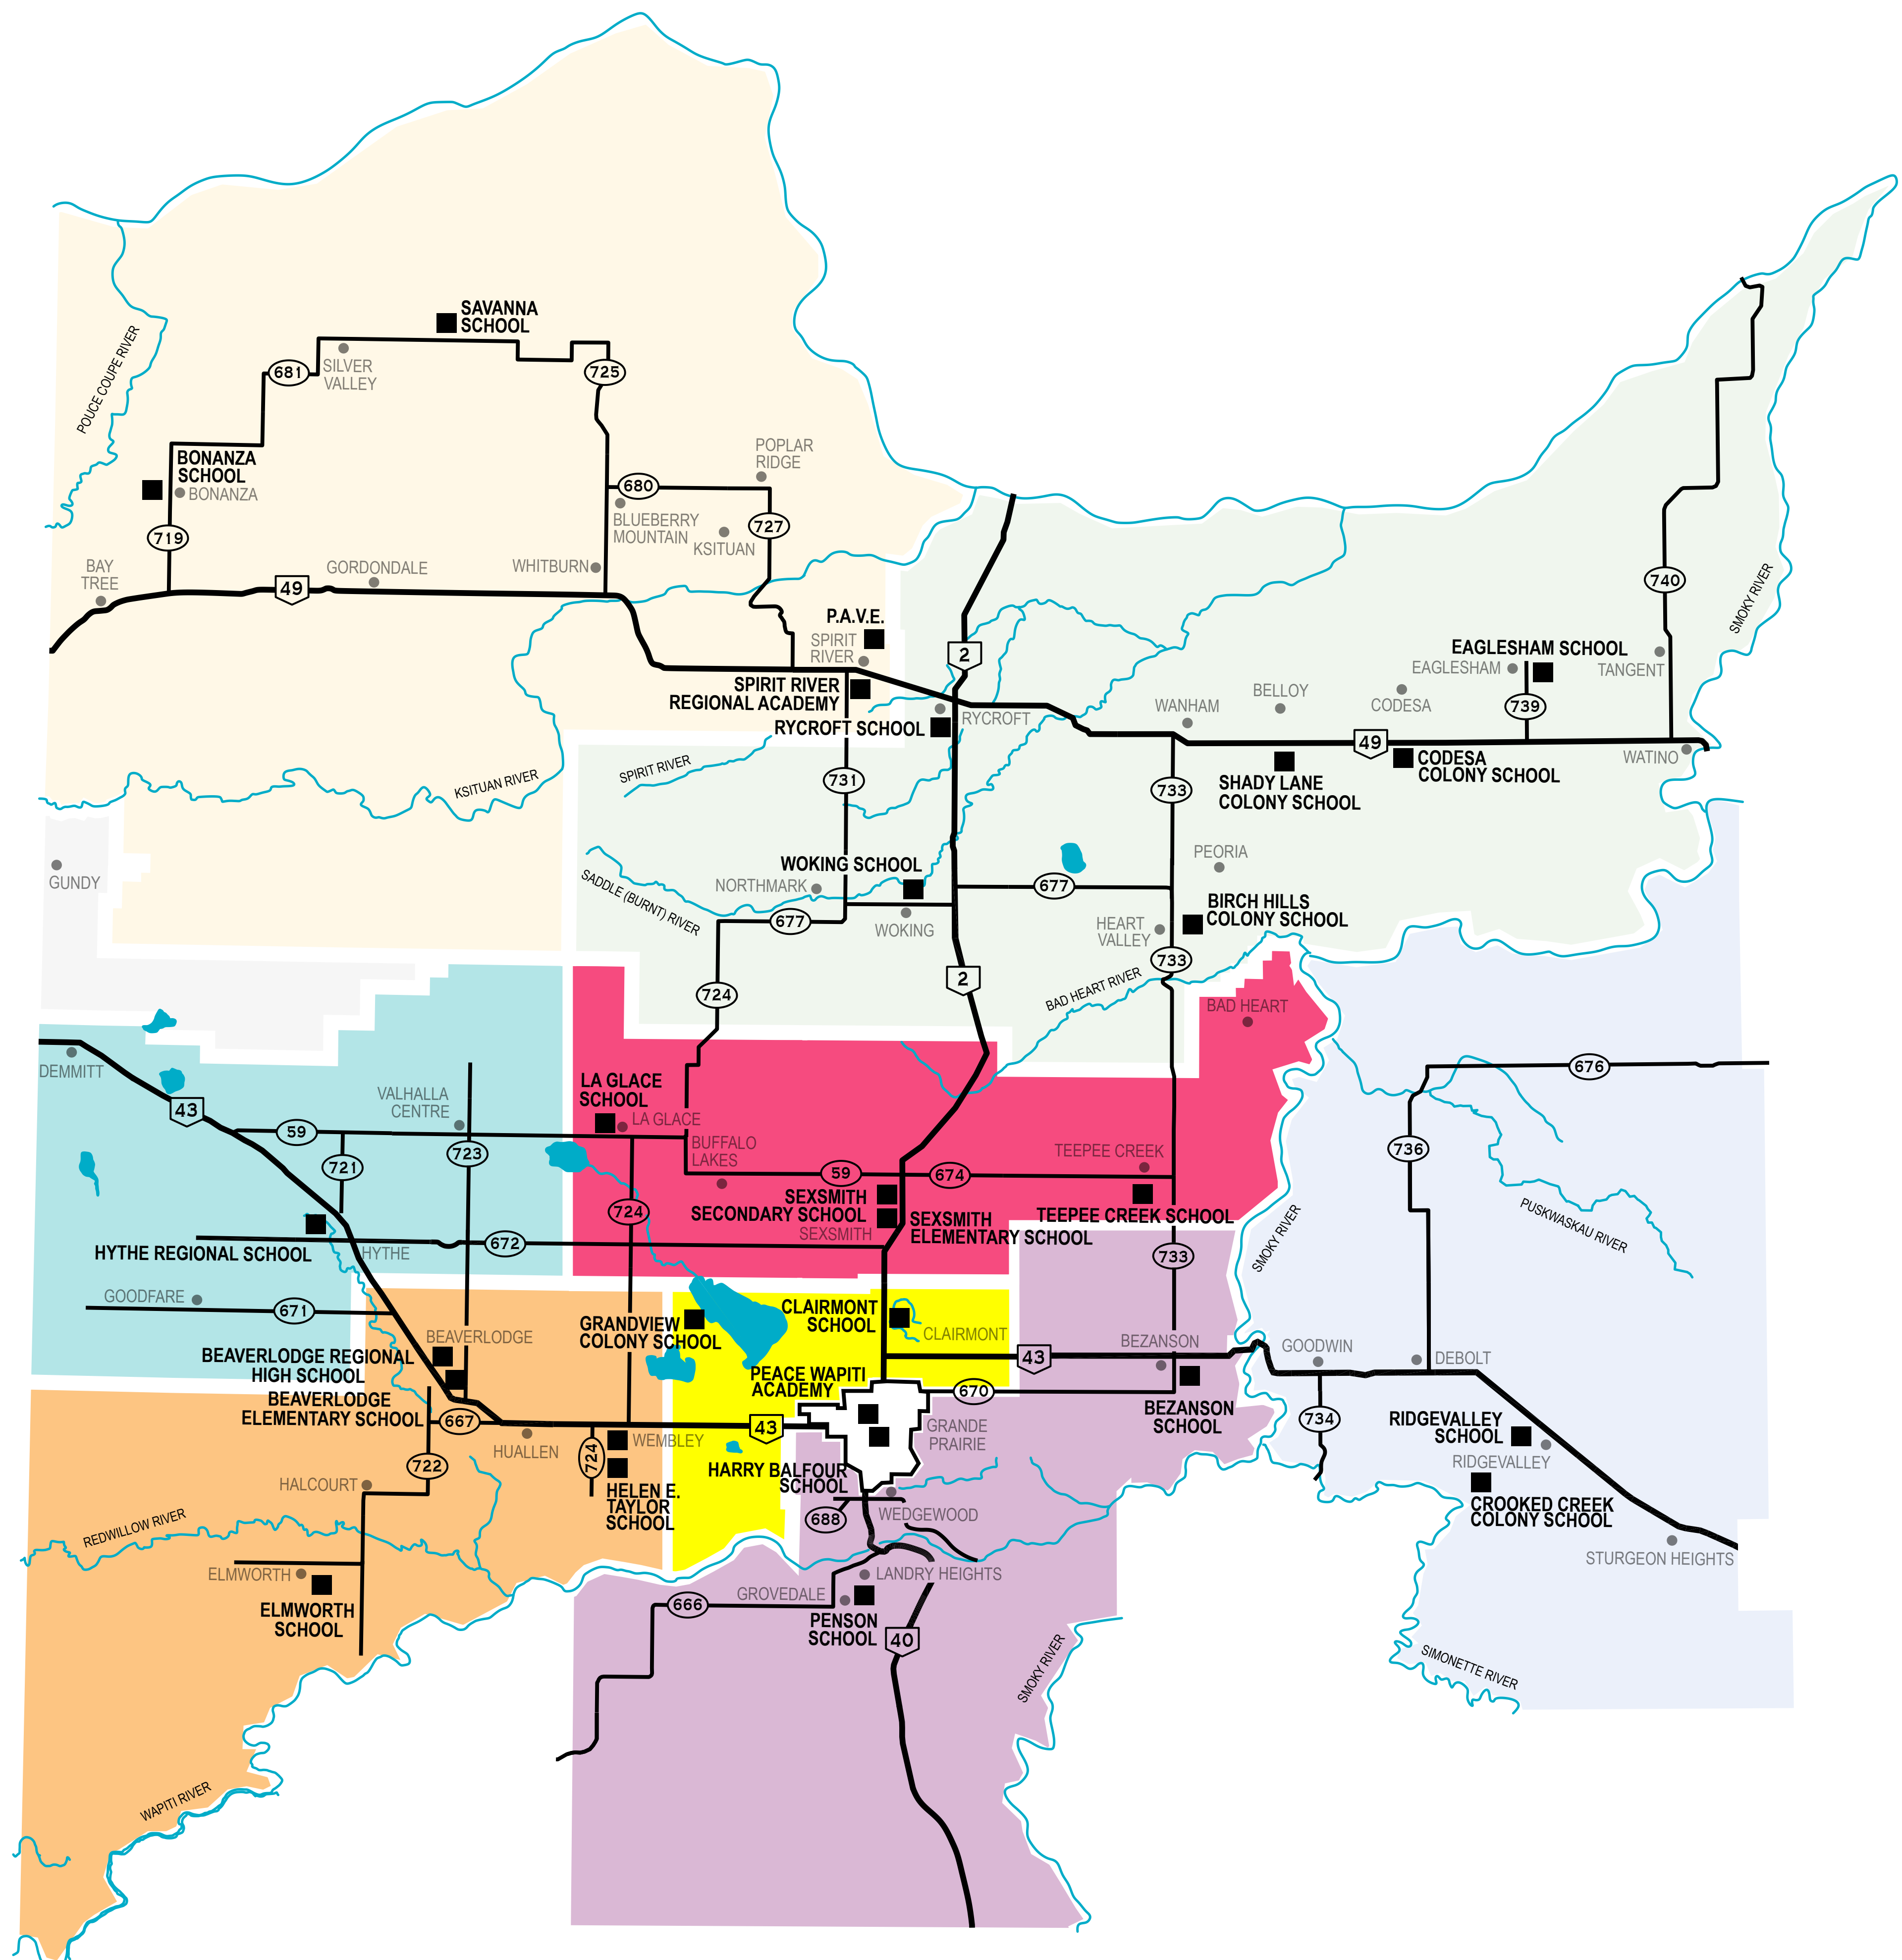 SAVANNA
SCHOOL
POUCE COUPE RIVER
681
SILVER
VALLEY
725
BONANZA
SCHOOL
BONANZA
POPLAR
RIDGE
680
BLUEBERRY
MOUNTAIN
KSITUAN
727
719
BAY
TREE
49
GORDONDALE
WHITBURN
740
SMOKY RIVER
P.A.V.E.
SPIRIT
RIVER
2
EAGLESHAM SCHOOL
EAGLESHAM
TANGENT
SPIRIT RIVER
REGIONAL ACADEMY
RYCROFT SCHOOL
RYCROFT
WANHAM
BELLOY
CODESA
739
49
WATINO
CODESA
COLONY SCHOOL
SHADY LANE
COLONY SCHOOL
KSITUAN RIVER
SPIRIT RIVER
731
733
GUNDY
WOKING SCHOOL
NORTHMARK
SADDLE (BURNT) RIVER
677
677
WOKING
PEORIA
BIRCH HILLS
COLONY SCHOOL
HEART
VALLEY
733
724
2
BAD HEART RIVER
BAD HEART
DEMMITT
43
VALHALLA
CENTRE
LA GLACE
SCHOOL
LA GLACE
676
59
721
723
BUFFALO
LAKES
59
674
TEEPEE CREEK
736
724
SEXSMITH
SECONDARY SCHOOL
SEXSMITH
SEXSMITH
ELEMENTARY SCHOOL
TEEPEE CREEK SCHOOL
PUSKWASKAU RIVER
SMOKY RIVER
HYTHE REGIONAL SCHOOL
HYTHE
672
733
GOODFARE
671
BEAVERLODGE
GRANDVIEW
COLONY SCHOOL
CLAIRMONT
SCHOOL
CLAIRMONT
BEAVERLODGE REGIONAL
HIGH SCHOOL
BEAVERLODGE
ELEMENTARY SCHOOL
PEACE WAPITI
ACADEMY
43
BEZANSON
GOODWIN
DEBOLT
670
BEZANSON
SCHOOL
667
HUALLEN
724
WEMBLEY
43
GRANDE
PRAIRIE
734
RIDGEVALLEY
SCHOOL
RIDGEVALLEY
722
HALCOURT
HARRY BALFOUR
SCHOOL
HELEN E.
TAYLOR
SCHOOL
688
WEDGEWOOD
CROOKED CREEK
COLONY SCHOOL
REDWILLOW RIVER
STURGEON HEIGHTS
ELMWORTH
ELMWORTH
SCHOOL
LANDRY HEIGHTS
GROVEDALE
666
PENSON
SCHOOL
40
SMOKY RIVER
SIMONETTE RIVER
WAPITI RIVER